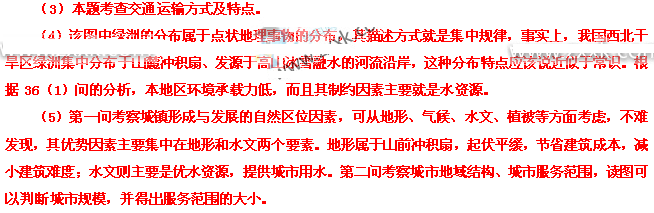 （3）本题考查交通运输方式及特点。
（4）该图中绿洲的分布属于点状地理事物的分布，其描述方式就是集中规律，事实上，我国西北干
旱区绿洲集中分布于山麓冲积扇、发源于高山冰雪融水的河流沿岸，这种分布特点应该说近似于常识。根
据 36（1）问的分析，本地区环境承载力低，而且其制约因素主要就是水资源。
（5）第一问考察城镇形成与发展的自然区位因素，可从地形、气候、水文、植被等方面考虑，不难
发现，其优势因素主要集中在地形和水文两个要素。地形属于山前冲积扇，起伏平缓，节省建筑成本，减
小建筑难度；水文则主要是优水资源，提供城市用水。第二问考察城市地域结构、城市服务范围，读图可
以判断城市规模，并得出服务范围的大小。